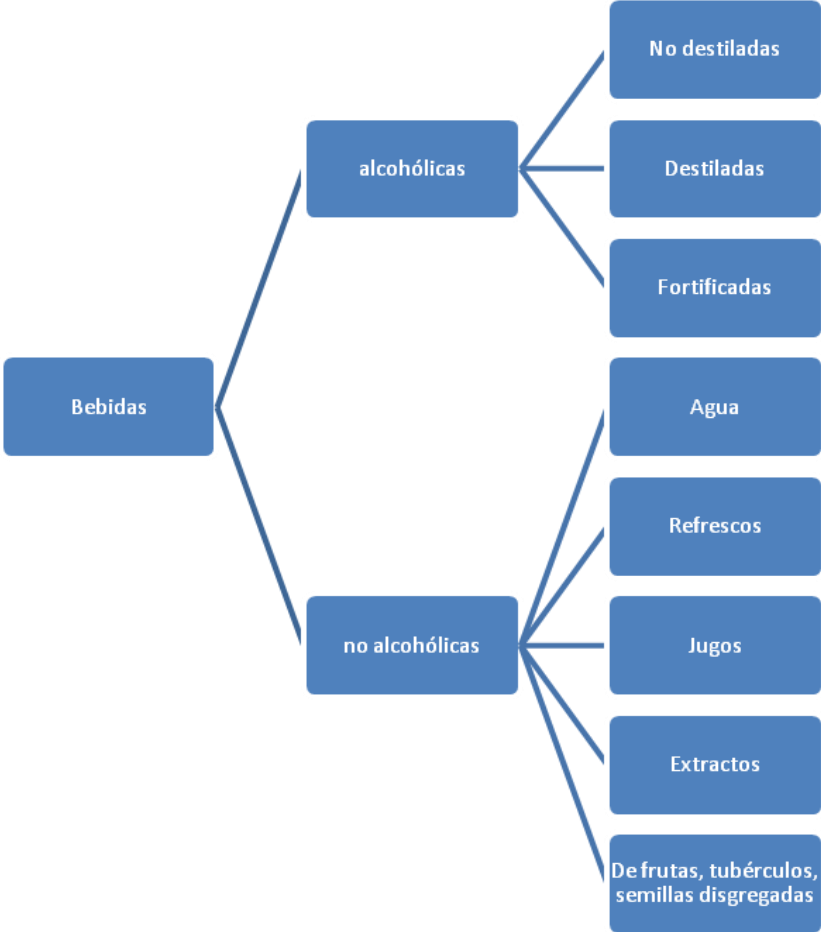 Bebidas
alcohólicas
No destiladas
Destiladas
Fortificadas
no alcohólicas
Agua
Refrescos
Jugos
Extractos
De frutas, tubérculos,
semillas disgregadas